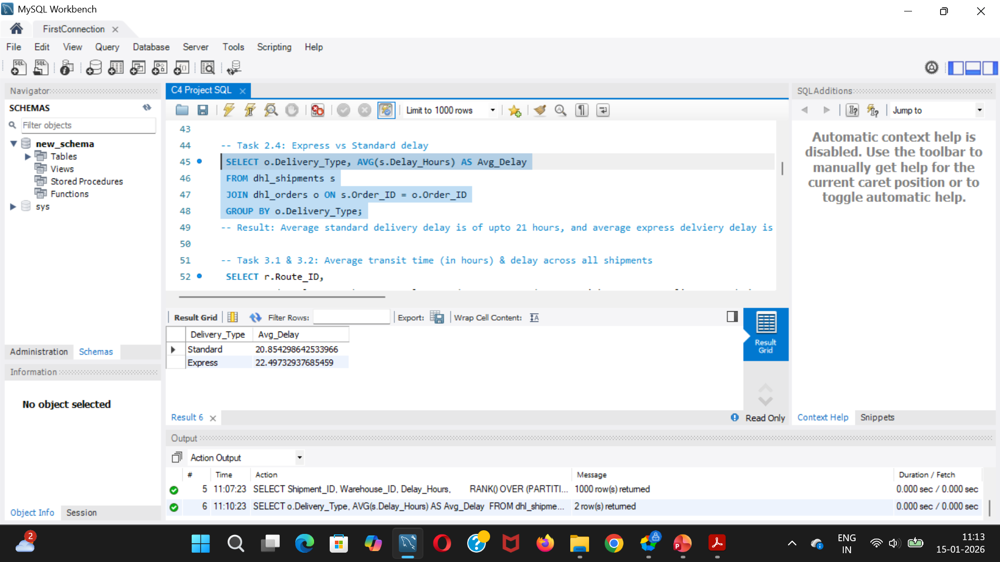 MySQL Workbench
FirstConnection
File Edit View Query Database Server Tools Scripting Help
Navigator
SCHEMAS
Filter objects
new_schema
Tables
Views
Stored Procedures
Functions
sys
Administration Schemas
Information
No object selected
Object Info Session
C4 Project SQL
Limit to 1000 rows
43
44 -- Task 2.4: Express vs Standard delay
45 SELECT o.Delivery_Type, AVG(s.Delay_Hours) AS Avg_Delay
46 FROM dhl_shipments s
47 JOIN dhl_orders o ON s.Order_ID = o.Order_ID
48 GROUP BY o.Delivery_Type;
49 -- Result: Average standard delivery delay is of upto 21 hours, and average express delviery delay is
50
51 -- Task 3.1 & 3.2: Average transit time (in hours) & delay across all shipments
52 SELECT r.Route_ID,
Result Grid Filter Rows: Export: Wrap Cell Content:
Delivery_Type Avg_Delay
Standard 20.854298642533966
Express 22.49732937685459
Result Grid
Result 6
Read Only
SQLAdditions
Jump to
Automatic context help is
disabled. Use the toolbar to
manually get help for the
current caret position or to
toggle automatic help.
Context Help Snippets
Output
Action Output
# Time Action Message Duration / Fetch
5 11:07:23 SELECT Shipment_ID, Warehouse_ID, Delay_Hours, RANK() OVER (PARTITI... 1000 row(s) returned 0.000 sec / 0.000 sec
6 11:10:23 SELECT o.Delivery_Type, AVG(s.Delay_Hours) AS Avg_Delay FROM dhl_shipme... 2 row(s) returned 0.000 sec / 0.000 sec
2
ENG
IN
11:13
15-01-2026